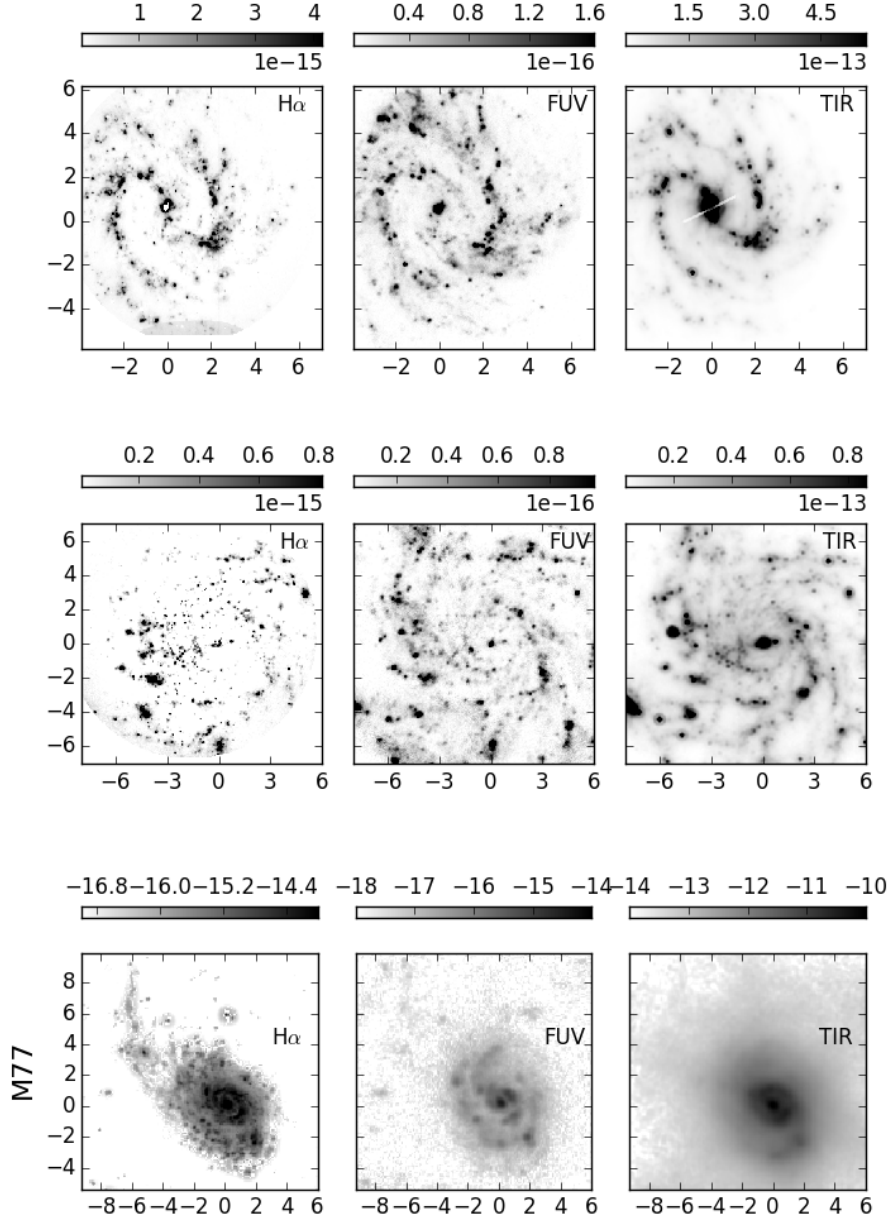 1 2 3 4
1e−15
0.4 0.8 1.2 1.6
1e−16
1.5 3.0 4.5
1e−13
Hα
FUV
TIR
6
4
2
0
−2
−4
−2 0 2 4 6
−2 0 2 4 6
−2 0 2 4 6
0.2 0.4 0.6 0.8
1e−15
0.2 0.4 0.6 0.8
1e−16
0.2 0.4 0.6 0.8
1e−13
Hα
FUV
TIR
6
4
2
0
−2
−4
−6
−6 −3 0 3 6
−6 −3 0 3 6
−6 −3 0 3 6
−16.8 −16.0 −15.2 −14.4
−18 −17 −16 −15 −14
−14 −13 −12 −11 −10
M77
Hα
FUV
TIR
8
6
4
2
0
−2
−4
−8 −6 −4 −2 0 2 4 6
−8 −6 −4 −2 0 2 4 6
−8 −6 −4 −2 0 2 4 6